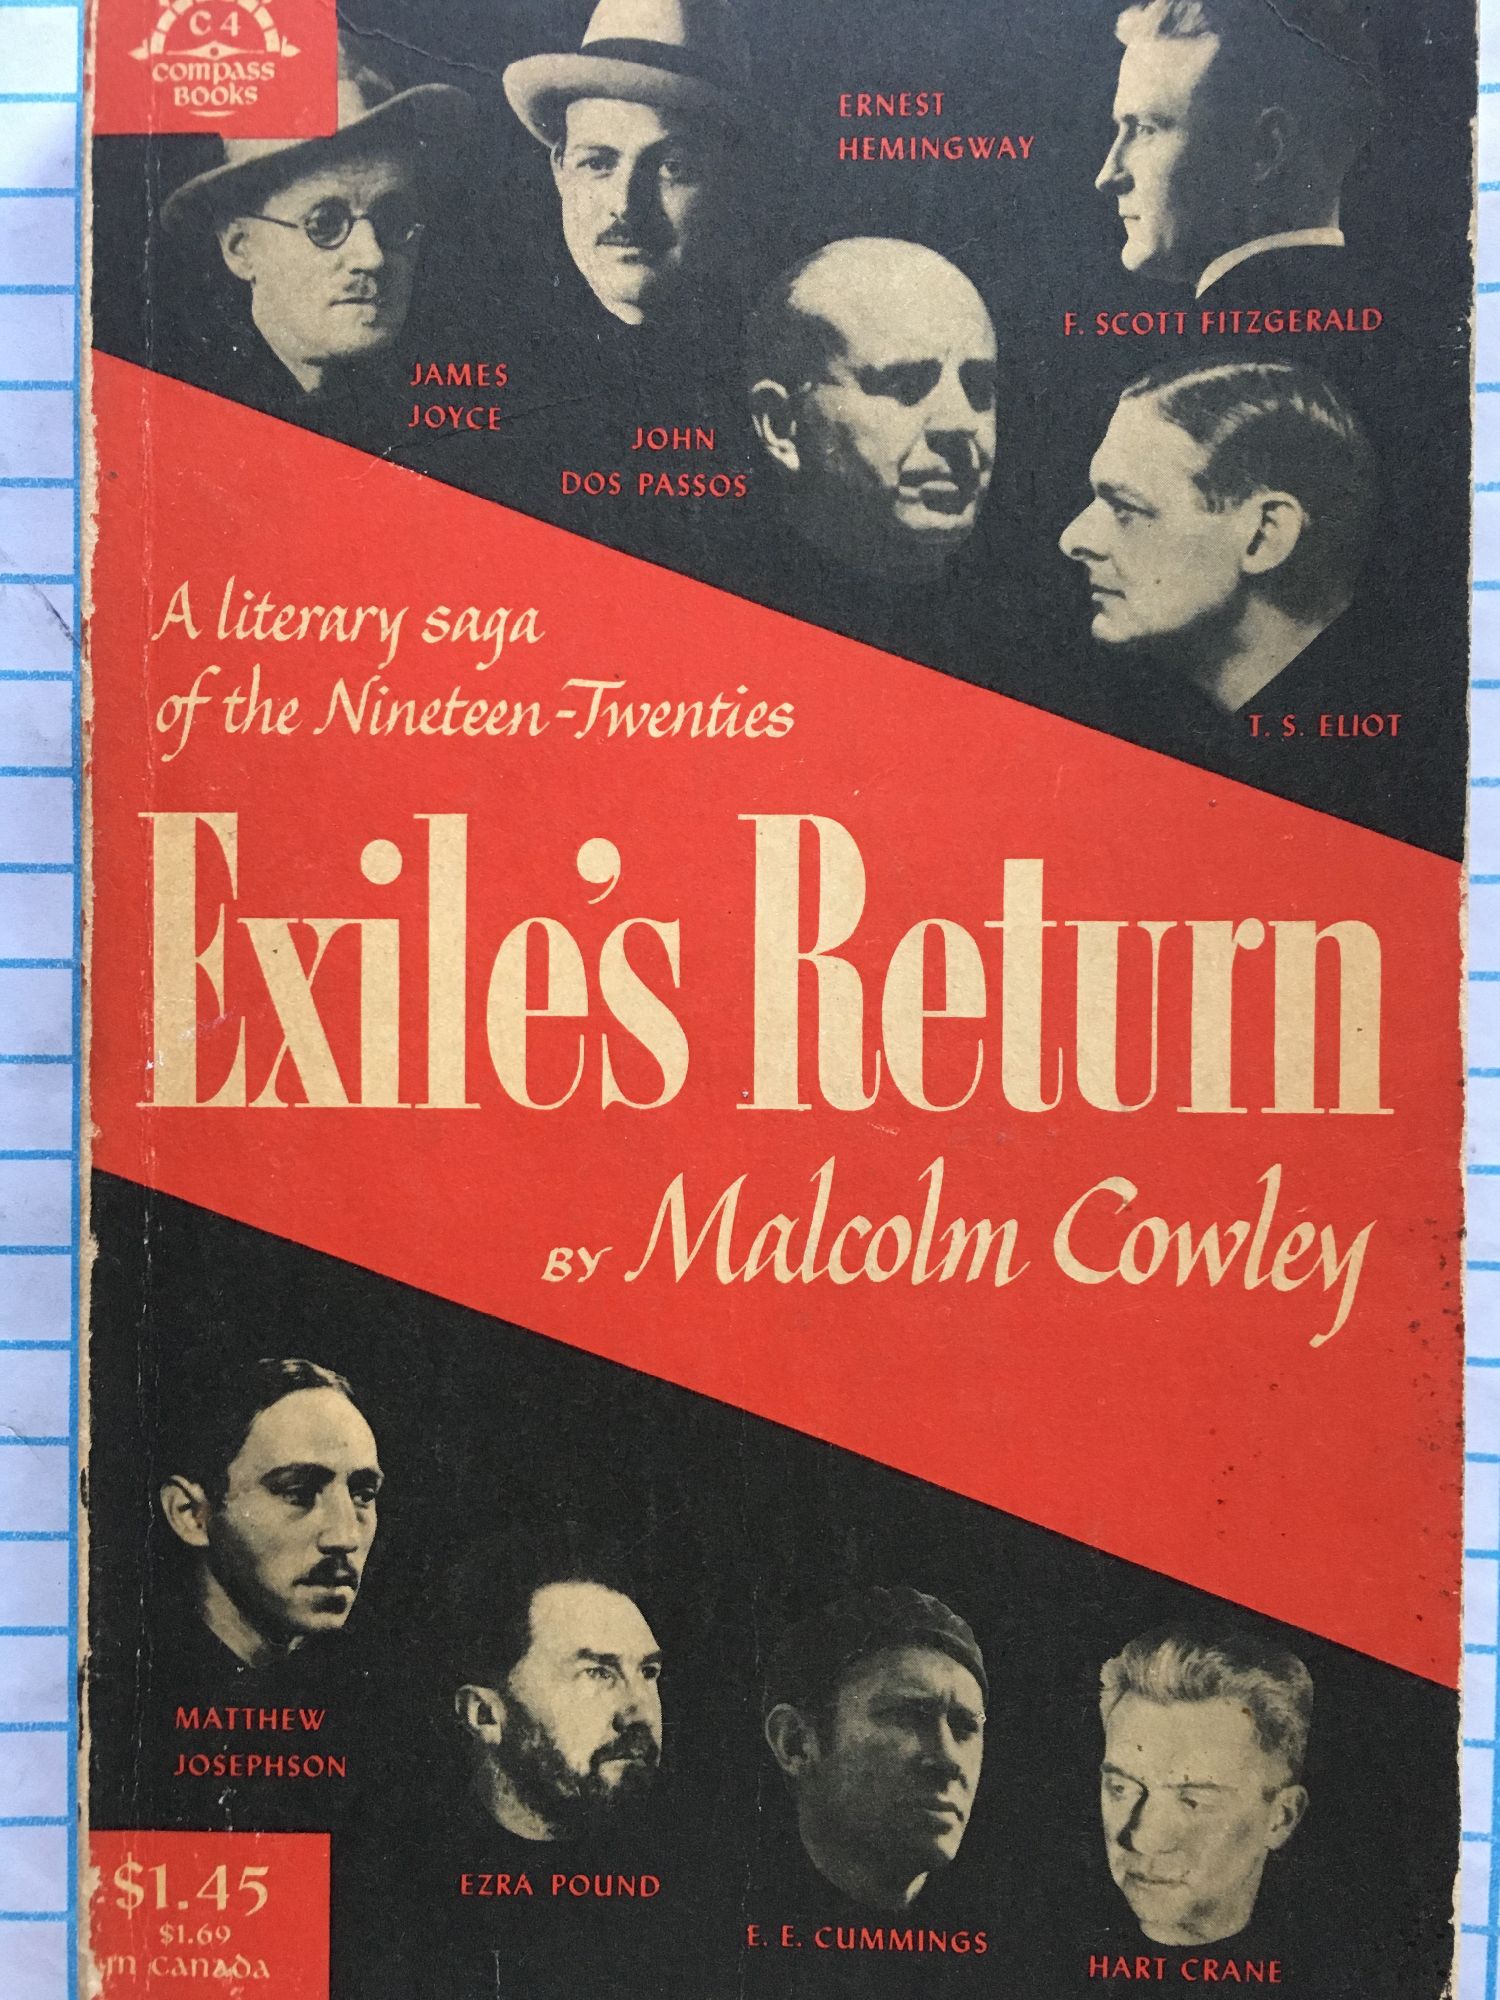 C4
compass
BOOKS
ERNEST
HEMINGWAY
F. SCOTT FITZGERALD
JAMES
JOYCE
JOHN
DOS PASSOS
T. S. ELIOT
A literary saga
of the Nineteen-Twenties
Exile's Return
BY Malcolm Cowley
MATTHEW
JOSEPHSON
EZRA POUND
E. E. CUMMINGS
HART CRANE
$1.45
$1.69
in canada